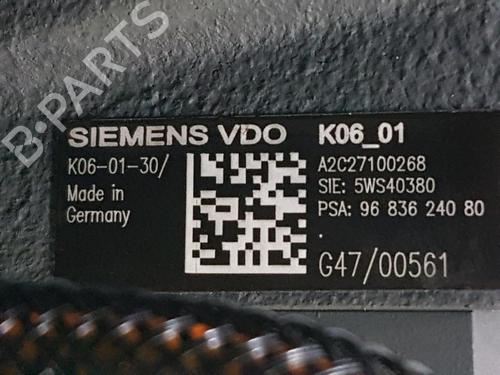 B-PARTS
SIEMENS VDO K06_01
K06-01-30/ A2C27100268
Made in SIE: 5WS40380
Germany PSA: 96 836 240 80
.
G47/00561